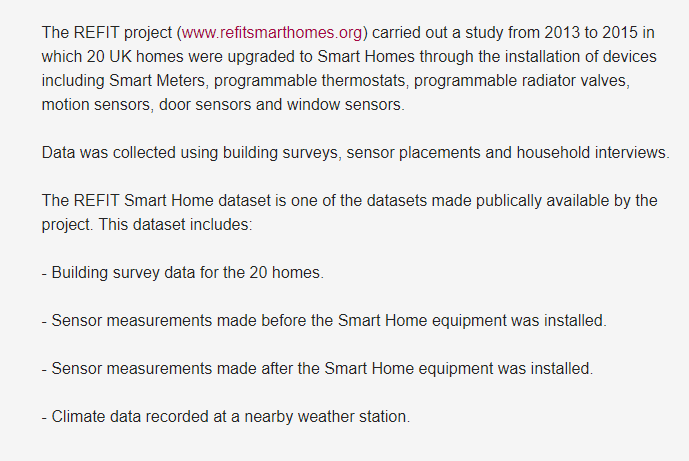 The REFIT project (www.refitsmarthomes.org) carried out a study from 2013 to 2015 in
which 20 UK homes were upgraded to Smart Homes through the installation of devices
including Smart Meters, programmable thermostats, programmable radiator valves,
motion sensors, door sensors and window sensors.
Data was collected using building surveys, sensor placements and household interviews.
The REFIT Smart Home dataset is one of the datasets made publically available by the
project. This dataset includes:
- Building survey data for the 20 homes.
- Sensor measurements made before the Smart Home equipment was installed.
- Sensor measurements made after the Smart Home equipment was installed.
- Climate data recorded at a nearby weather station.